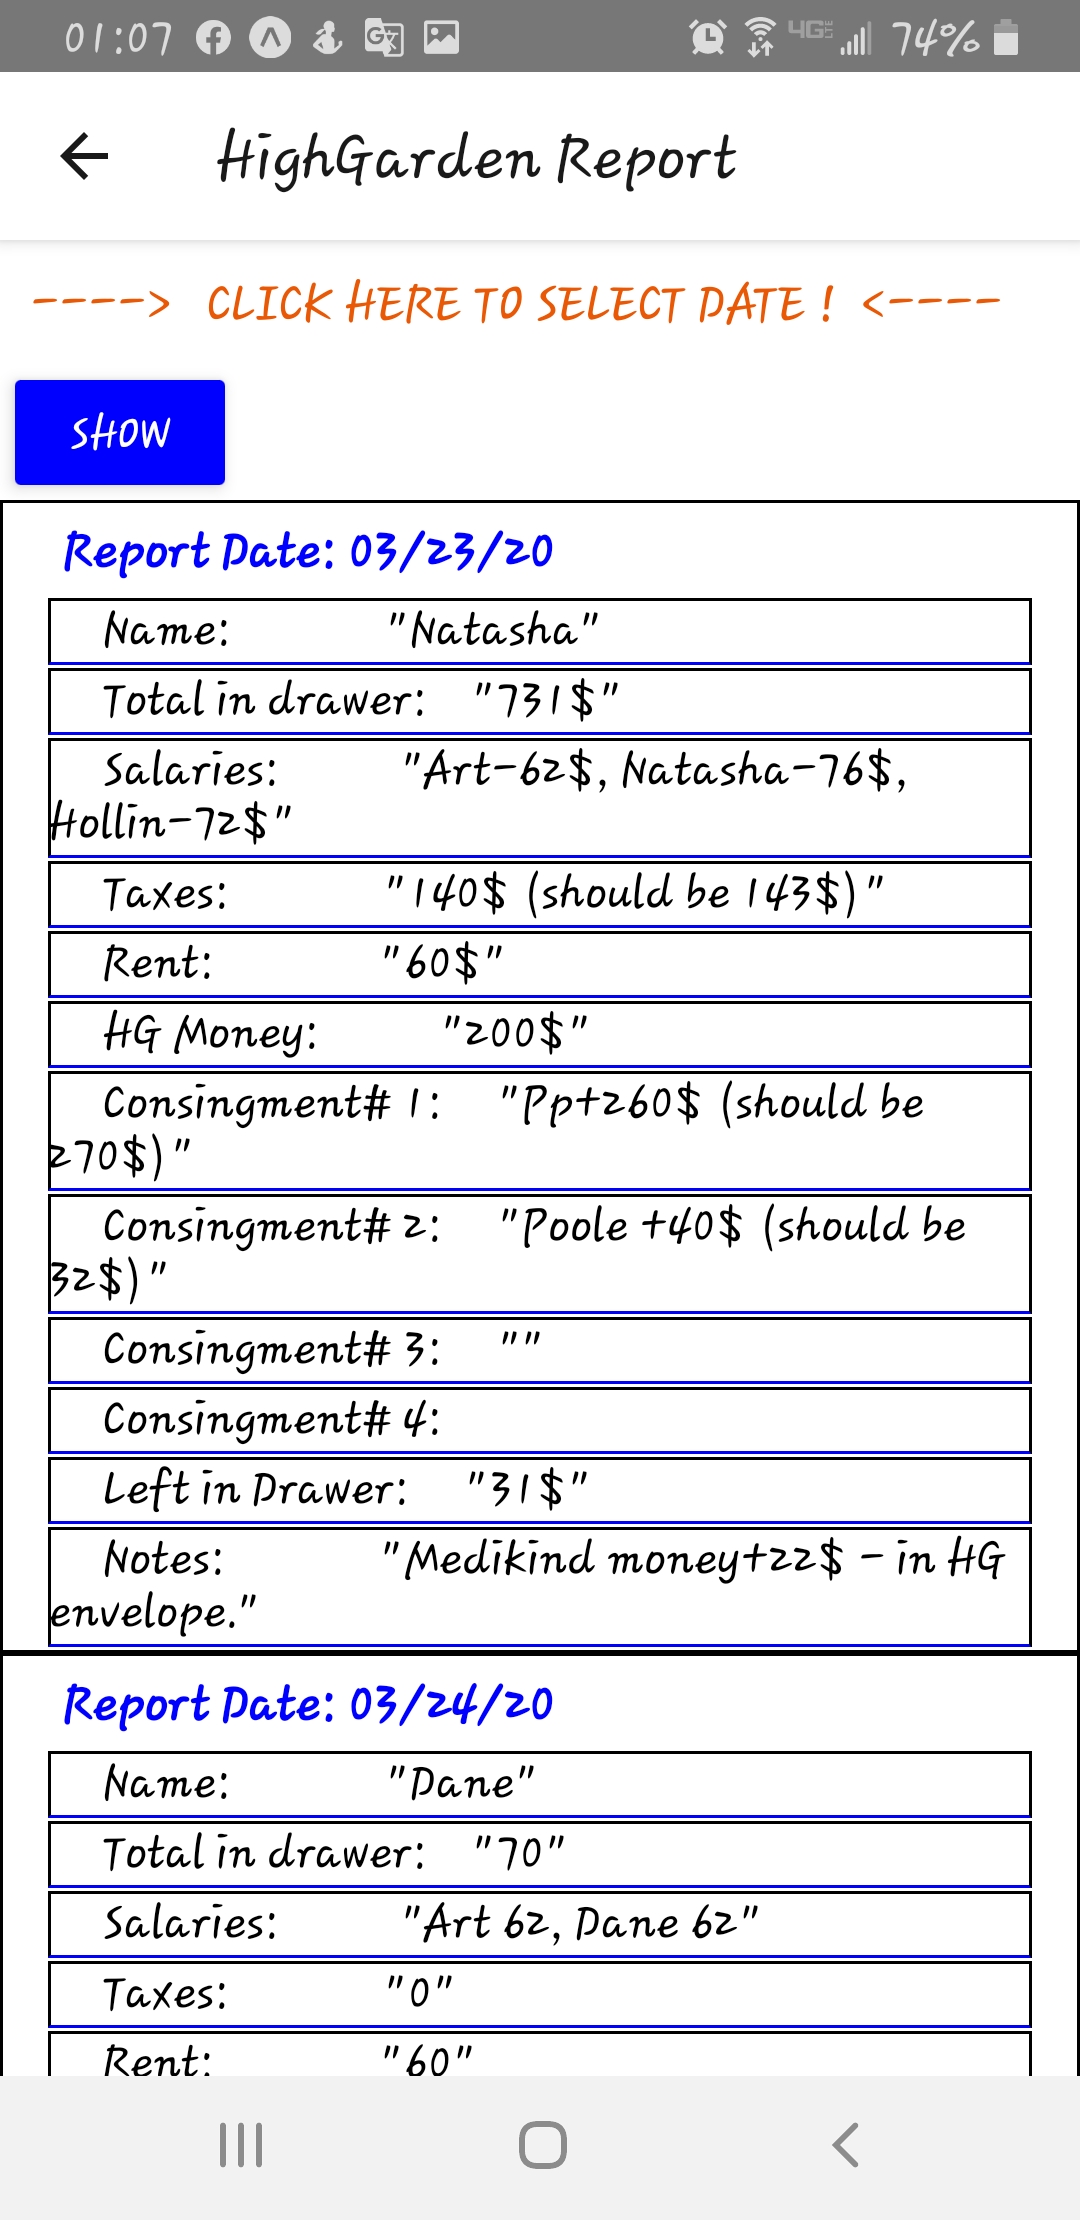 01:07 4G 74%
HighGarden Report
----> CLICK HERE TO SELECT DATE ! <----
SHOW
Report Date: 03/23/20
Name: "Natasha"
Total in drawer: "731$"
Salaries: "Art-62$, Natasha-76$,
Hollin-72$"
Taxes: "140$ (should be 143$)"
Rent: "60$"
HG Money: "200$"
Consingment# 1: "Pp+260$ (should be
270$)"
Consingment# 2: "Poole +40$ (should be
32$)"
Consingment# 3: ""
Consingment# 4:
Left in Drawer: "31$"
Notes: "Medikind money+22$ - in HG
envelope."
Report Date: 03/24/20
Name: "Dane"
Total in drawer: "70"
Salaries: "Art 62, Dane 62"
Taxes: "0"
Rent: "60"